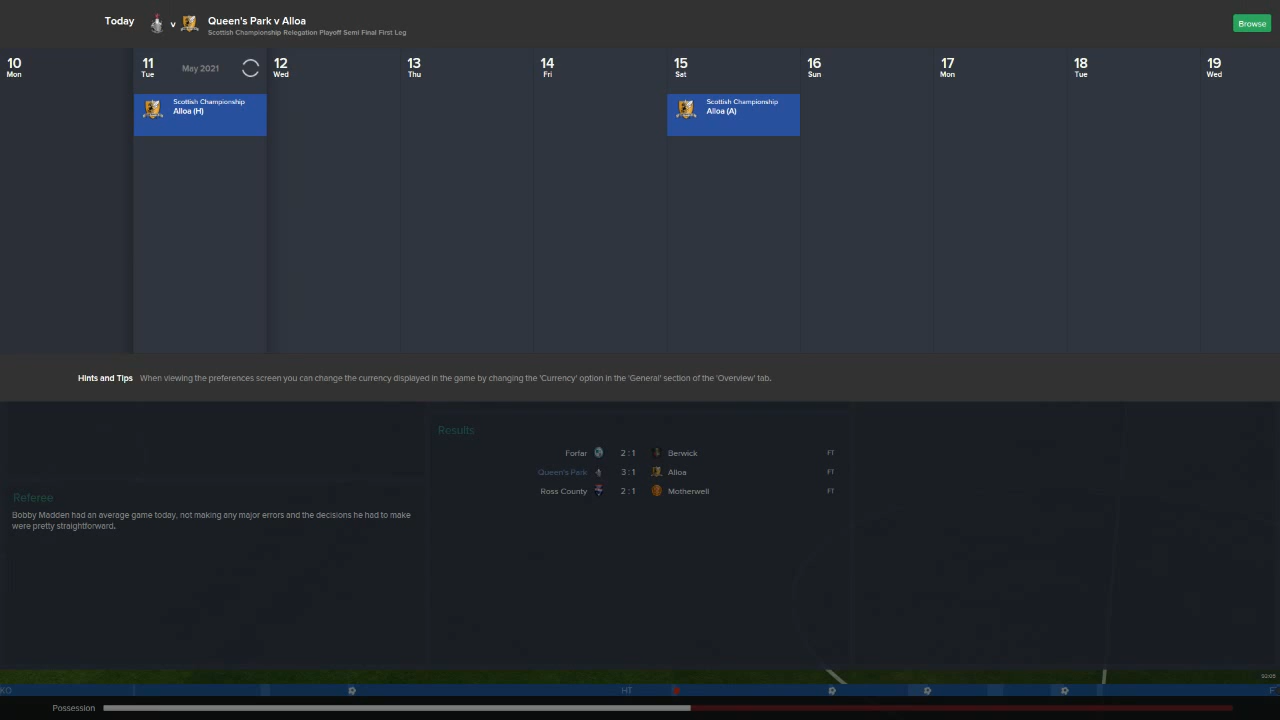 Today
v
Queen's Park v Alloa
Scottish Championship Relegation Playoff Semi Final First Leg
Browse
10
Mon
11
Tue
May 2021
12
Wed
13
Thu
14
Fri
15
Sat
16
Sun
17
Mon
18
Tue
19
Wed
Scottish Championship
Alloa (H)
Scottish Championship
Alloa (A)
Hints and Tips When viewing the preferences screen you can change the currency displayed in the game by changing the 'Currency' option in the 'General' section of the 'Overview' tab.
Results
Forfar 2 : 1 Berwick FT
Queen's Park 3 : 1 Alloa FT
Ross County 2 : 1 Motherwell FT
Referee
Bobby Madden had an average game today, not making any major errors and the decisions he had to make
were pretty straightforward.
KO
HT
Possession